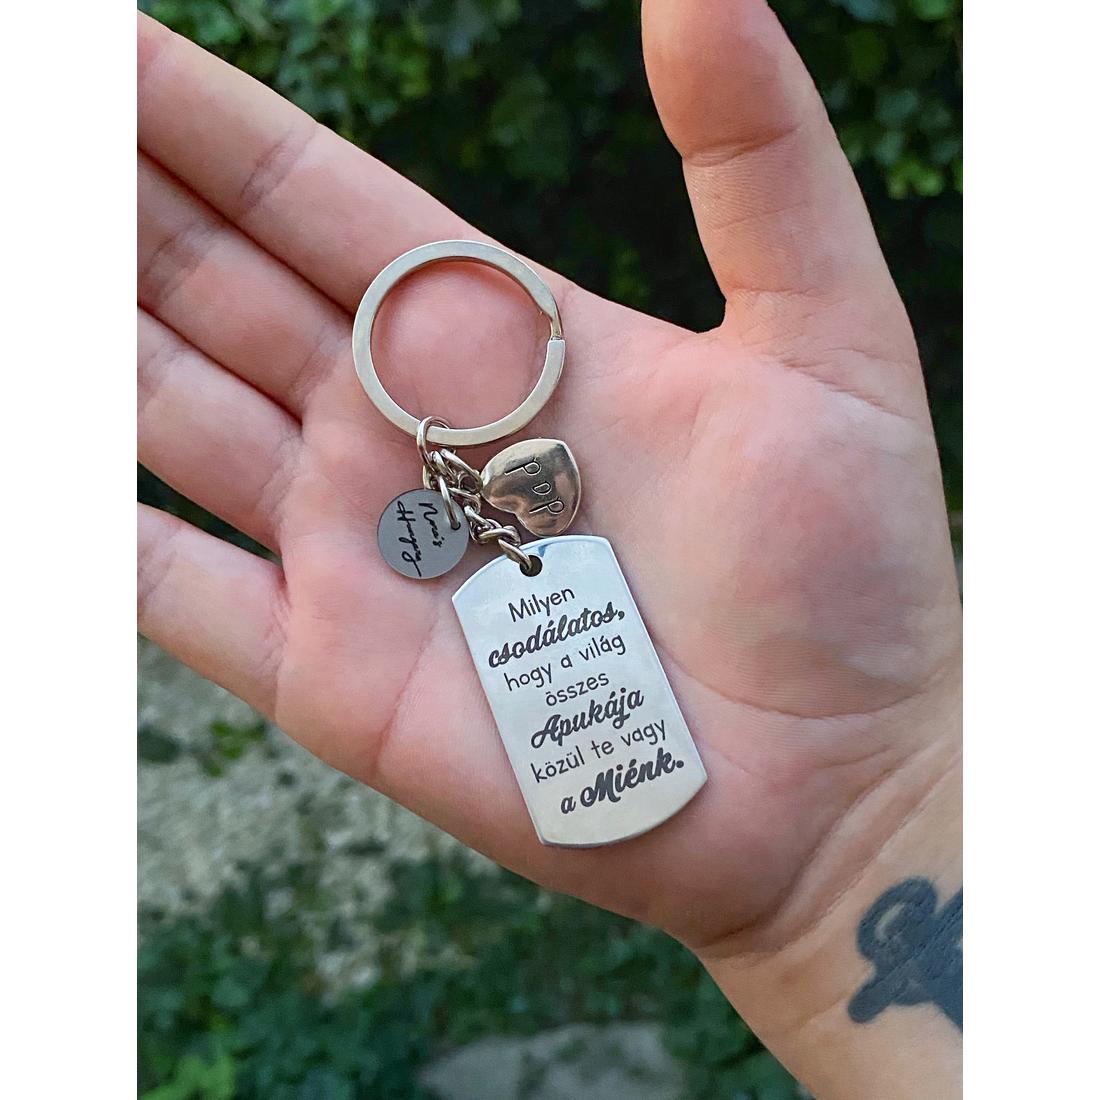 PDP
Milyen
csodálatos,
hogy a világ
összes
Apukája
közül te vagy
a Miénk.